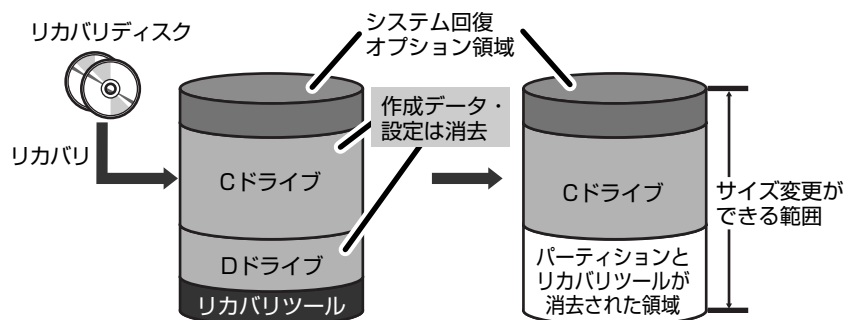 リカバリディスク
システム回復
オプション領域
作成データ・
設定は消去
リカバリ
Cドライブ
Dドライブ
リカバリツール
Cドライブ
パーティションと
リカバリツールが
消去された領域
サイズ変更が
できる範囲